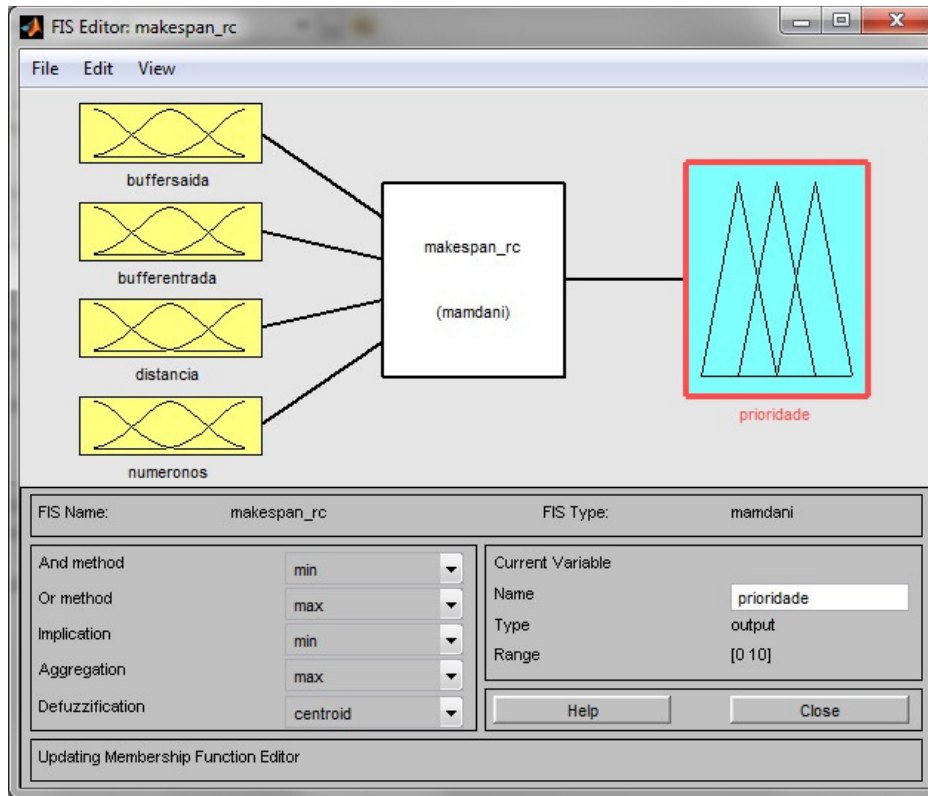 FIS Editor: makespan_rc
File Edit View
buffersaida
bufferentrada
distáncia
numeronos
makespan_rc
(mamdani)
prioridade
FIS Name: makespan_rc FIS Type: mamdani
And method min
Or method max
Implication min
Aggregation max
Defuzzification centroid
Current Variable
Name prioridade
Type output
Range [0 10]
Help Close
Updating Membership Function Editor